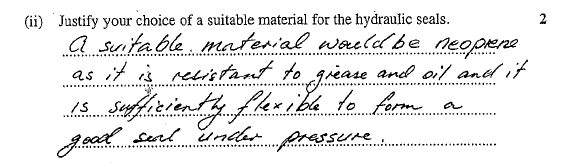 (ii) Justify your choice of a suitable material for the hydraulic seals. 2
A suitable material would be neoprene
as it is resistant to grease and oil and it
is sufficiently flexible to form a
good seal under pressure.